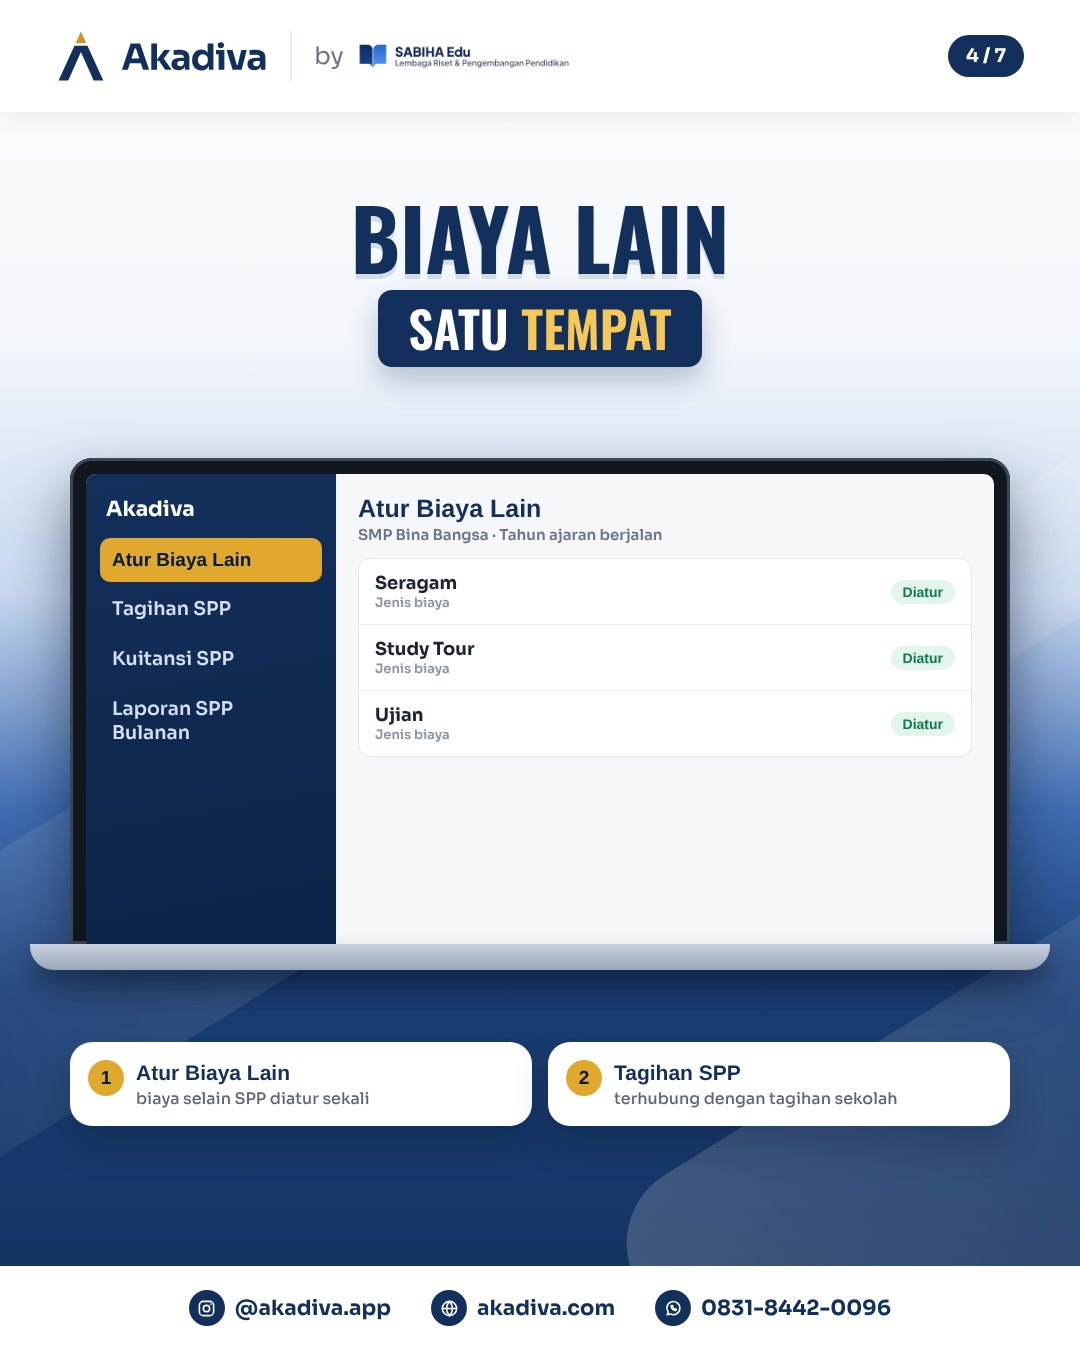 Akadiva
by
SABIHA Edu
Lembaga Riset & Pengembangan Pendidikan
4 / 7
BIAYA LAIN
SATU TEMPAT
Akadiva
Atur Biaya Lain
Tagihan SPP
Kuitansi SPP
Laporan SPP
Bulanan
Atur Biaya Lain
SMP Bina Bangsa · Tahun ajaran berjalan
Seragam
Jenis biaya
Diatur
Study Tour
Jenis biaya
Diatur
Ujian
Jenis biaya
Diatur
1
Atur Biaya Lain
biaya selain SPP diatur sekali
2
Tagihan SPP
terhubung dengan tagihan sekolah
@akadiva.app
akadiva.com
0831-8442-0096